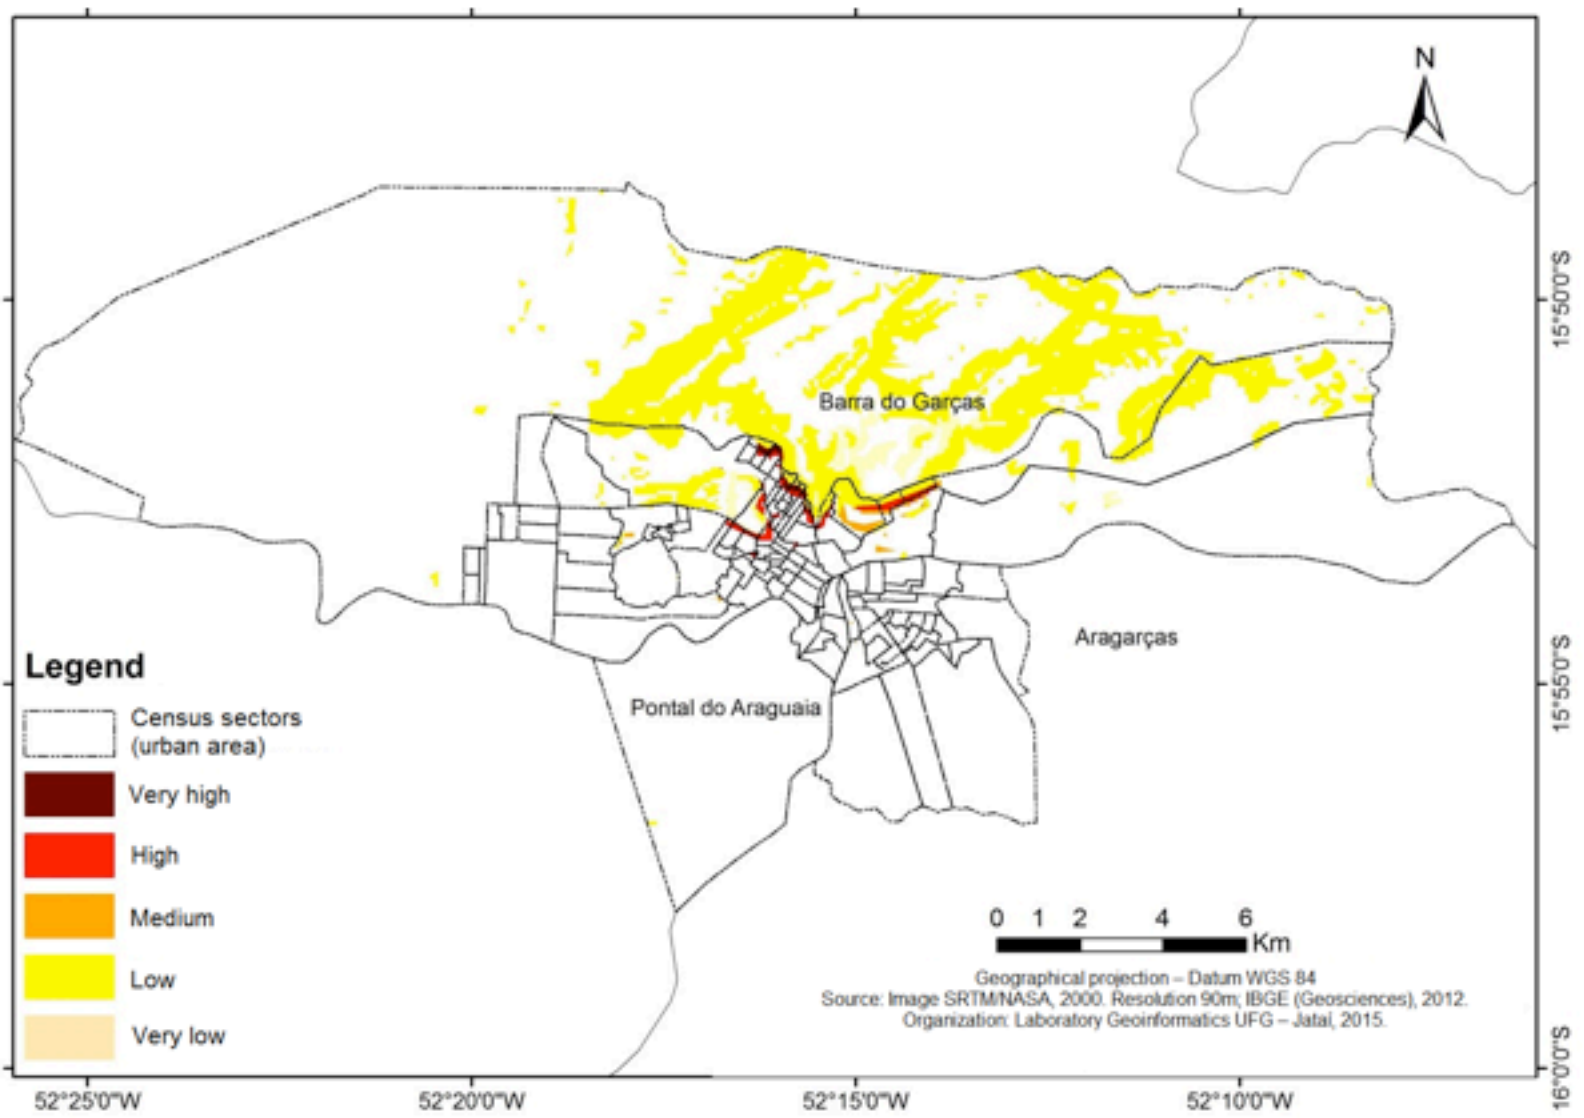 N
15°50'0"S
Barra do Garças
Aragarças
Legend
15°55'0"S
Pontal do Araguaia
Census sectors
(urban area)
Very high
High
Medium
0 1 2 4 6
Km
Low
Geographical projection – Datum WGS 84
Source: Image SRTM/NASA, 2000. Resolution 90m; IBGE (Geosciences), 2012.
Organization: Laboratory Geoinformatics UFG – Jataí, 2015.
Very low
16°0'0"S
52°25'0"W 52°20'0"W 52°15'0"W 52°10'0"W